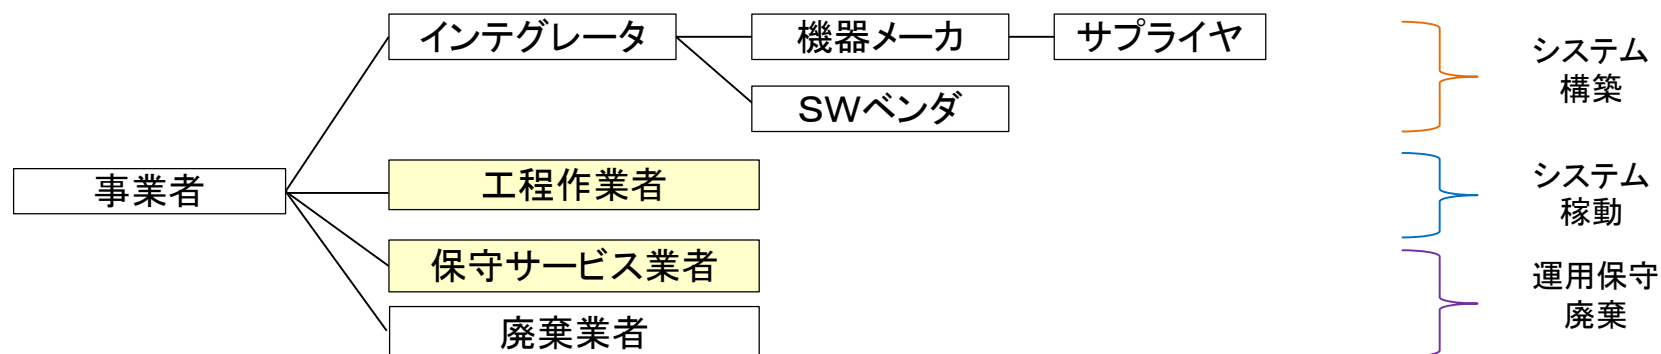 インテグレータ
機器メーカ
サプライヤ
システム
構築
SWベンダ
事業者
工程作業者
システム
稼動
保守サービス業者
運用保守
廃棄
廃棄業者